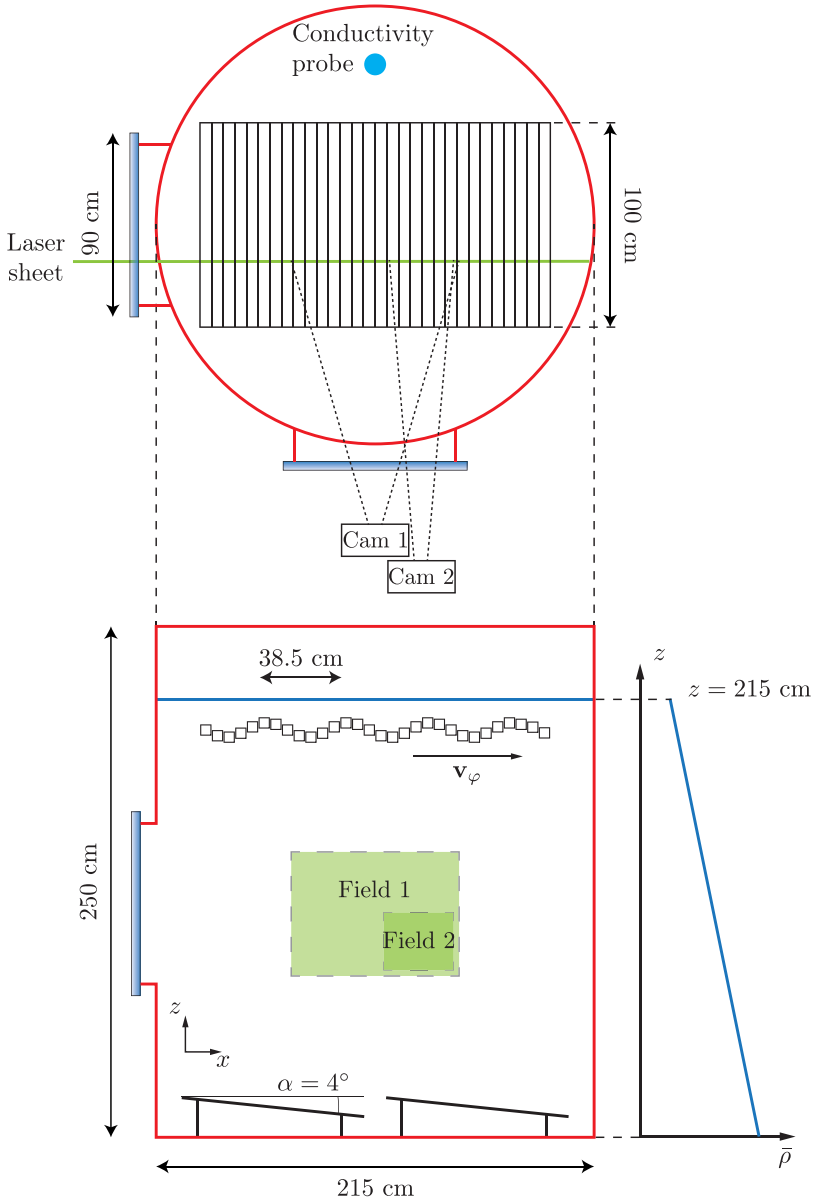 Conductivity
probe
90 cm
100 cm
Laser
sheet
Cam 1
Cam 2
38.5 cm
z
z = 215 cm
𝐯φ
250 cm
Field 1
Field 2
z
x
α = 4°
ρ̄
215 cm